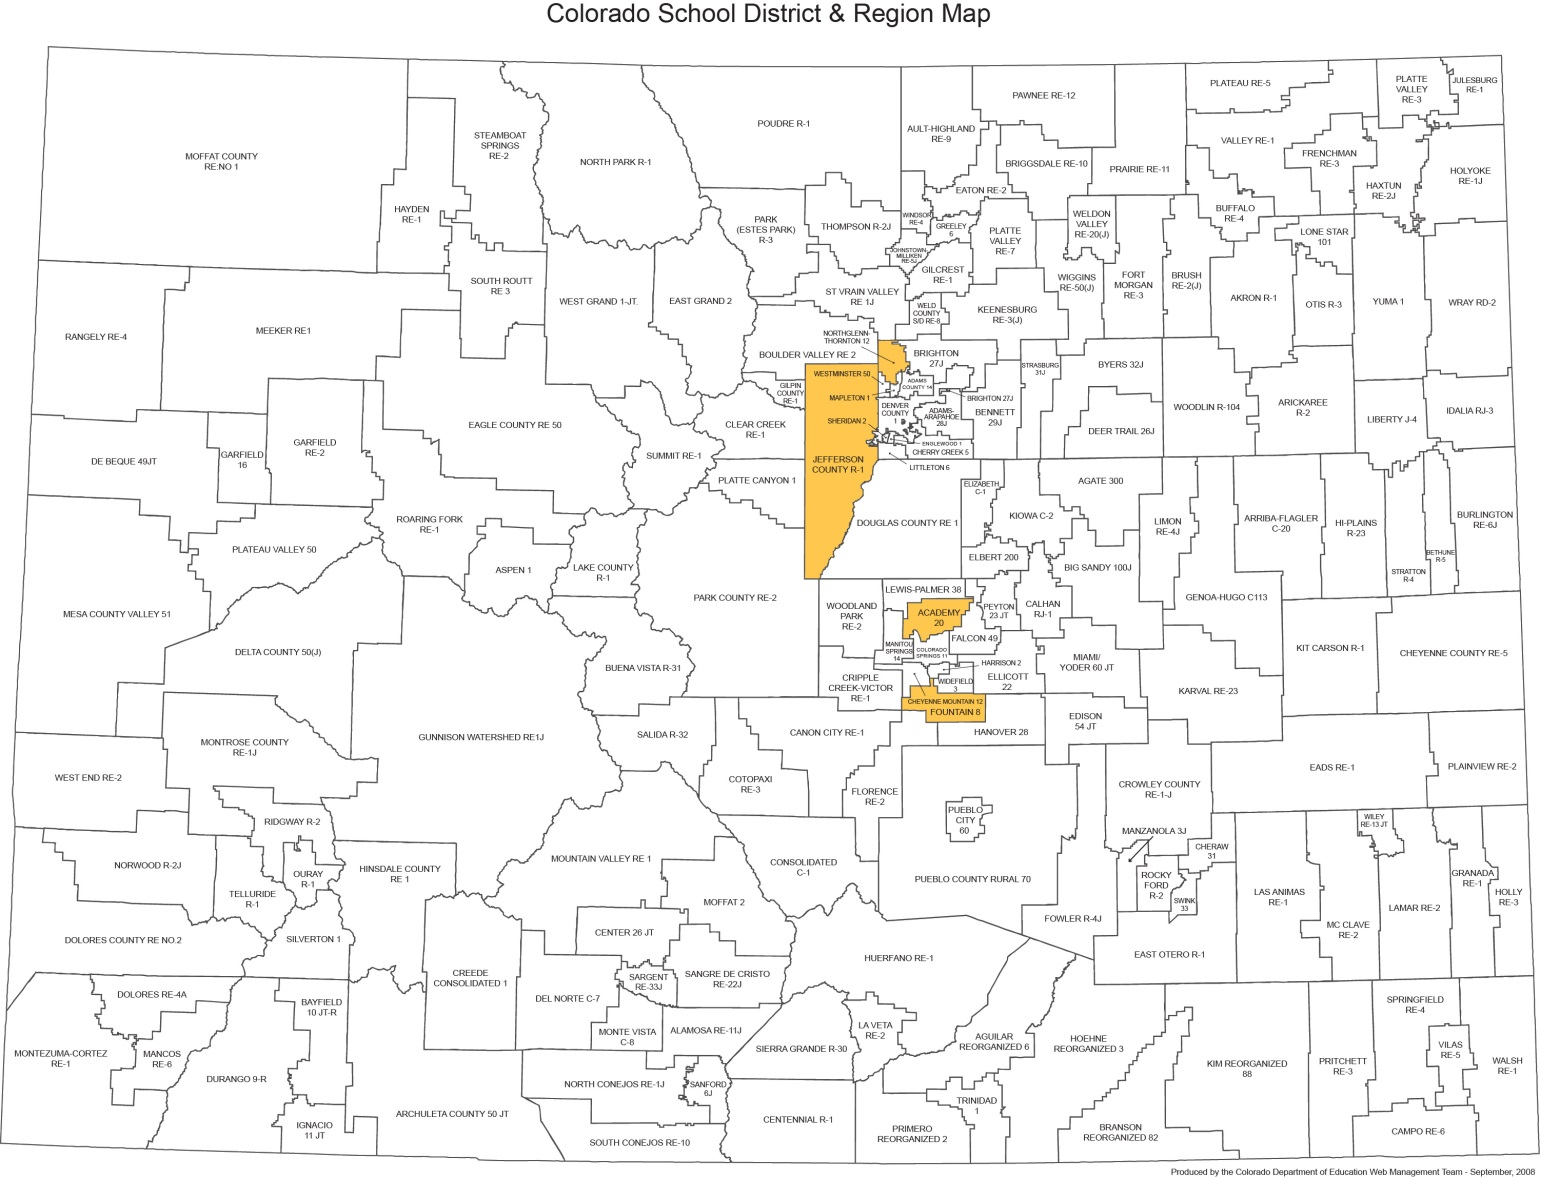 Colorado School District & Region Map
PLATEAU RE-5
PLATTE
VALLEY
RE-3
JULESBURG
RE-1
PAWNEE RE-12
POUDRE R-1
AULT-HIGHLAND
RE-9
STEAMBOAT
SPRINGS
RE-2
MOFFAT COUNTY
RE:NO 1
NORTH PARK R-1
BRIGGSDALE RE-10
PRAIRIE RE-11
VALLEY RE-1
FRENCHMAN
RE-3
HAXTUN
RE-2J
HOLYOKE
RE-1J
EATON RE-2
HAYDEN
RE-1
PARK
(ESTES PARK)
R-3
THOMPSON R-2J
WINDSOR
RE-4
GREELEY
6
PLATTE
VALLEY
RE-7
WELDON
VALLEY
RE-20(J)
BUFFALO
RE-4
LONE STAR
101
JOHNSTOWN-
MILLIKEN
RE-5J
GILCREST
RE-1
SOUTH ROUTT
RE 3
WEST GRAND 1-JT.
EAST GRAND 2
ST VRAIN VALLEY
RE 1J
WIGGINS
RE-50(J)
FORT
MORGAN
RE-3
BRUSH
RE-2(J)
AKRON R-1
OTIS R-3
YUMA 1
WRAY RD-2
WELD
COUNTY
S/D RE-8
KEENESBURG
RE-3(J)
RANGELY RE-4
MEEKER RE1
NORTHGLENN-
THORNTON 12
BOULDER VALLEY RE 2
BRIGHTON
27J
STRASBURG
31J
BYERS 32J
WESTMINSTER 50
ADAMS
COUNTY 14
GILPIN
COUNTY
RE-1
MAPLETON 1
BRIGHTON 27J
DENVER
COUNTY
1
ADAMS-
ARAPAHOE
28J
BENNETT
29J
WOODLIN R-104
ARICKAREE
R-2
LIBERTY J-4
IDALIA RJ-3
SHERIDAN 2
DEER TRAIL 26J
CLEAR CREEK
RE-1
EAGLE COUNTY RE 50
ENGLEWOOD 1
CHERRY CREEK 5
GARFIELD
RE-2
GARFIELD
16
DE BEQUE 49JT
SUMMIT RE-1
JEFFERSON
COUNTY R-1
LITTLETON 6
PLATTE CANYON 1
ELIZABETH
C-1
AGATE 300
ROARING FORK
RE-1
DOUGLAS COUNTY RE 1
KIOWA C-2
LIMON
RE-4J
ARRIBA-FLAGLER
C-20
HI-PLAINS
R-23
BURLINGTON
RE-6J
PLATEAU VALLEY 50
ELBERT 200
BETHUNE
R-5
STRATTON
R-4
ASPEN 1
LAKE COUNTY
R-1
BIG SANDY 100J
LEWIS-PALMER 38
PARK COUNTY RE-2
GENOA-HUGO C113
MESA COUNTY VALLEY 51
WOODLAND
PARK
RE-2
ACADEMY
20
PEYTON
23 JT
CALHAN
RJ-1
FALCON 49
DELTA COUNTY 50(J)
MANITOU
SPRINGS
14
COLORADO
SPRINGS 11
KIT CARSON R-1
CHEYENNE COUNTY RE-5
BUENA VISTA R-31
HARRISON 2
MIAMI/
YODER 60 JT
CRIPPLE
CREEK-VICTOR
RE-1
WIDEFIELD
3
ELLICOTT
22
KARVAL RE-23
CHEYENNE MOUNTAIN 12
FOUNTAIN 8
EDISON
54 JT
HANOVER 28
GUNNISON WATERSHED RE1J
SALIDA R-32
CANON CITY RE-1
MONTROSE COUNTY
RE-1J
WEST END RE-2
COTOPAXI
RE-3
FLORENCE
RE-2
CROWLEY COUNTY
RE-1-J
EADS RE-1
PLAINVIEW RE-2
PUEBLO
CITY
60
RIDGWAY R-2
WILEY
RE-13 JT
MANZANOLA 3J
CHERAW
31
NORWOOD R-2J
HINSDALE COUNTY
RE 1
MOUNTAIN VALLEY RE 1
CONSOLIDATED
C-1
PUEBLO COUNTY RURAL 70
OURAY
R-1
ROCKY
FORD
R-2
GRANADA
RE-1
TELLURIDE
R-1
MOFFAT 2
SWINK
33
LAS ANIMAS
RE-1
LAMAR RE-2
HOLLY
RE-3
FOWLER R-4J
MC CLAVE
RE-2
DOLORES COUNTY RE NO.2
SILVERTON 1
CENTER 26 JT
HUERFANO RE-1
EAST OTERO R-1
CREEDE
CONSOLIDATED 1
SARGENT
RE-33J
SANGRE DE CRISTO
RE-22J
DOLORES RE-4A
BAYFIELD
10 JT-R
DEL NORTE C-7
SPRINGFIELD
RE-4
MONTE VISTA
C-8
ALAMOSA RE-11J
LA VETA
RE-2
AGUILAR
REORGANIZED 6
HOEHNE
REORGANIZED 3
SIERRA GRANDE R-30
VILAS
RE-5
MONTEZUMA-CORTEZ
RE-1
MANCOS
RE-6
KIM REORGANIZED
88
PRITCHETT
RE-3
WALSH
RE-1
DURANGO 9-R
NORTH CONEJOS RE-1J
SANFORD
6J
TRINIDAD
1
ARCHULETA COUNTY 50 JT
CENTENNIAL R-1
IGNACIO
11 JT
PRIMERO
REORGANIZED 2
BRANSON
REORGANIZED 82
CAMPO RE-6
SOUTH CONEJOS RE-10
Produced by the Colorado Department of Education Web Management Team - September, 2008